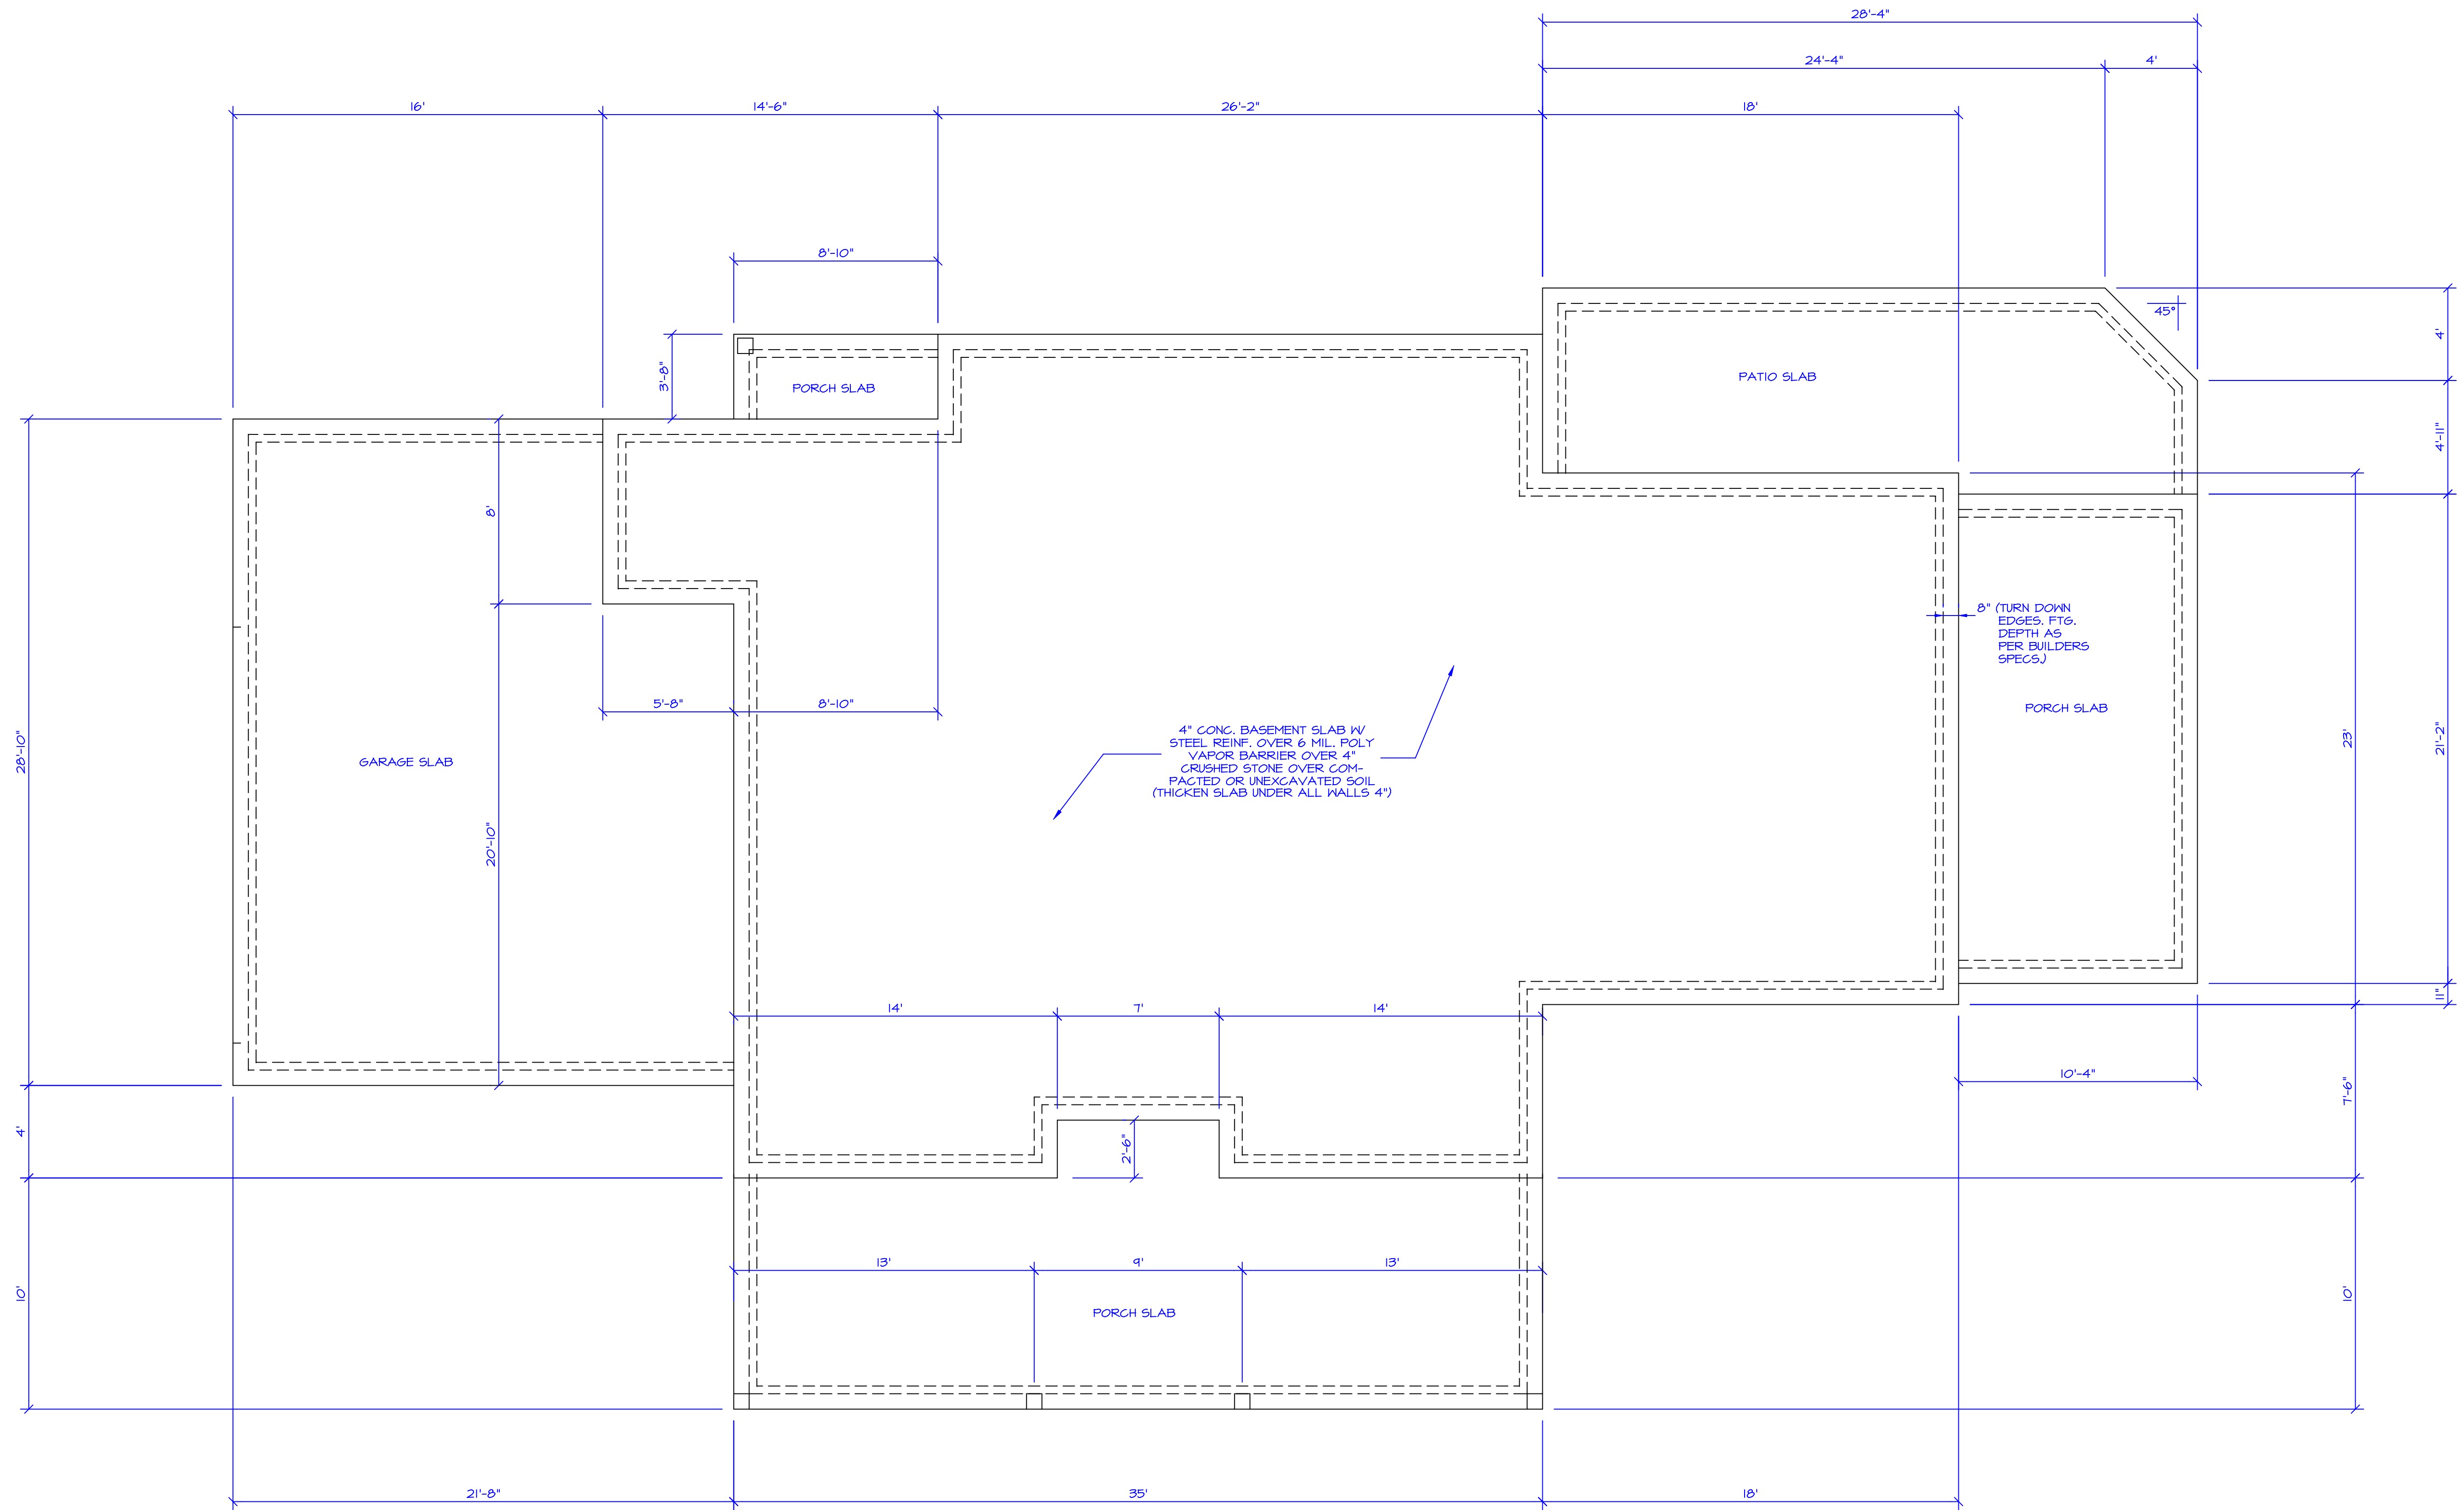 28'-4"
24'-4"
4'
16'
14'-6"
26'-2"
18'
8'-10"
45°
4'
3'-8"
PORCH SLAB
PATIO SLAB
4'-11"
8'
8" (TURN DOWN
EDGES. FTG.
DEPTH AS
PER BUILDERS
SPECS.)
5'-8"
8'-10"
PORCH SLAB
4" CONC. BASEMENT SLAB W/
STEEL REINF. OVER 6 MIL. POLY
VAPOR BARRIER OVER 4"
CRUSHED STONE OVER COM-
PACTED OR UNEXCAVATED SOIL
(THICKEN SLAB UNDER ALL WALLS 4")
28'-10"
GARAGE SLAB
23'
21'-2"
20'-10"
14'
7'
14'
11"
10'-4"
7'-6"
4'
2'-6"
13'
9'
13'
10'
PORCH SLAB
10'
21'-8"
35'
18'